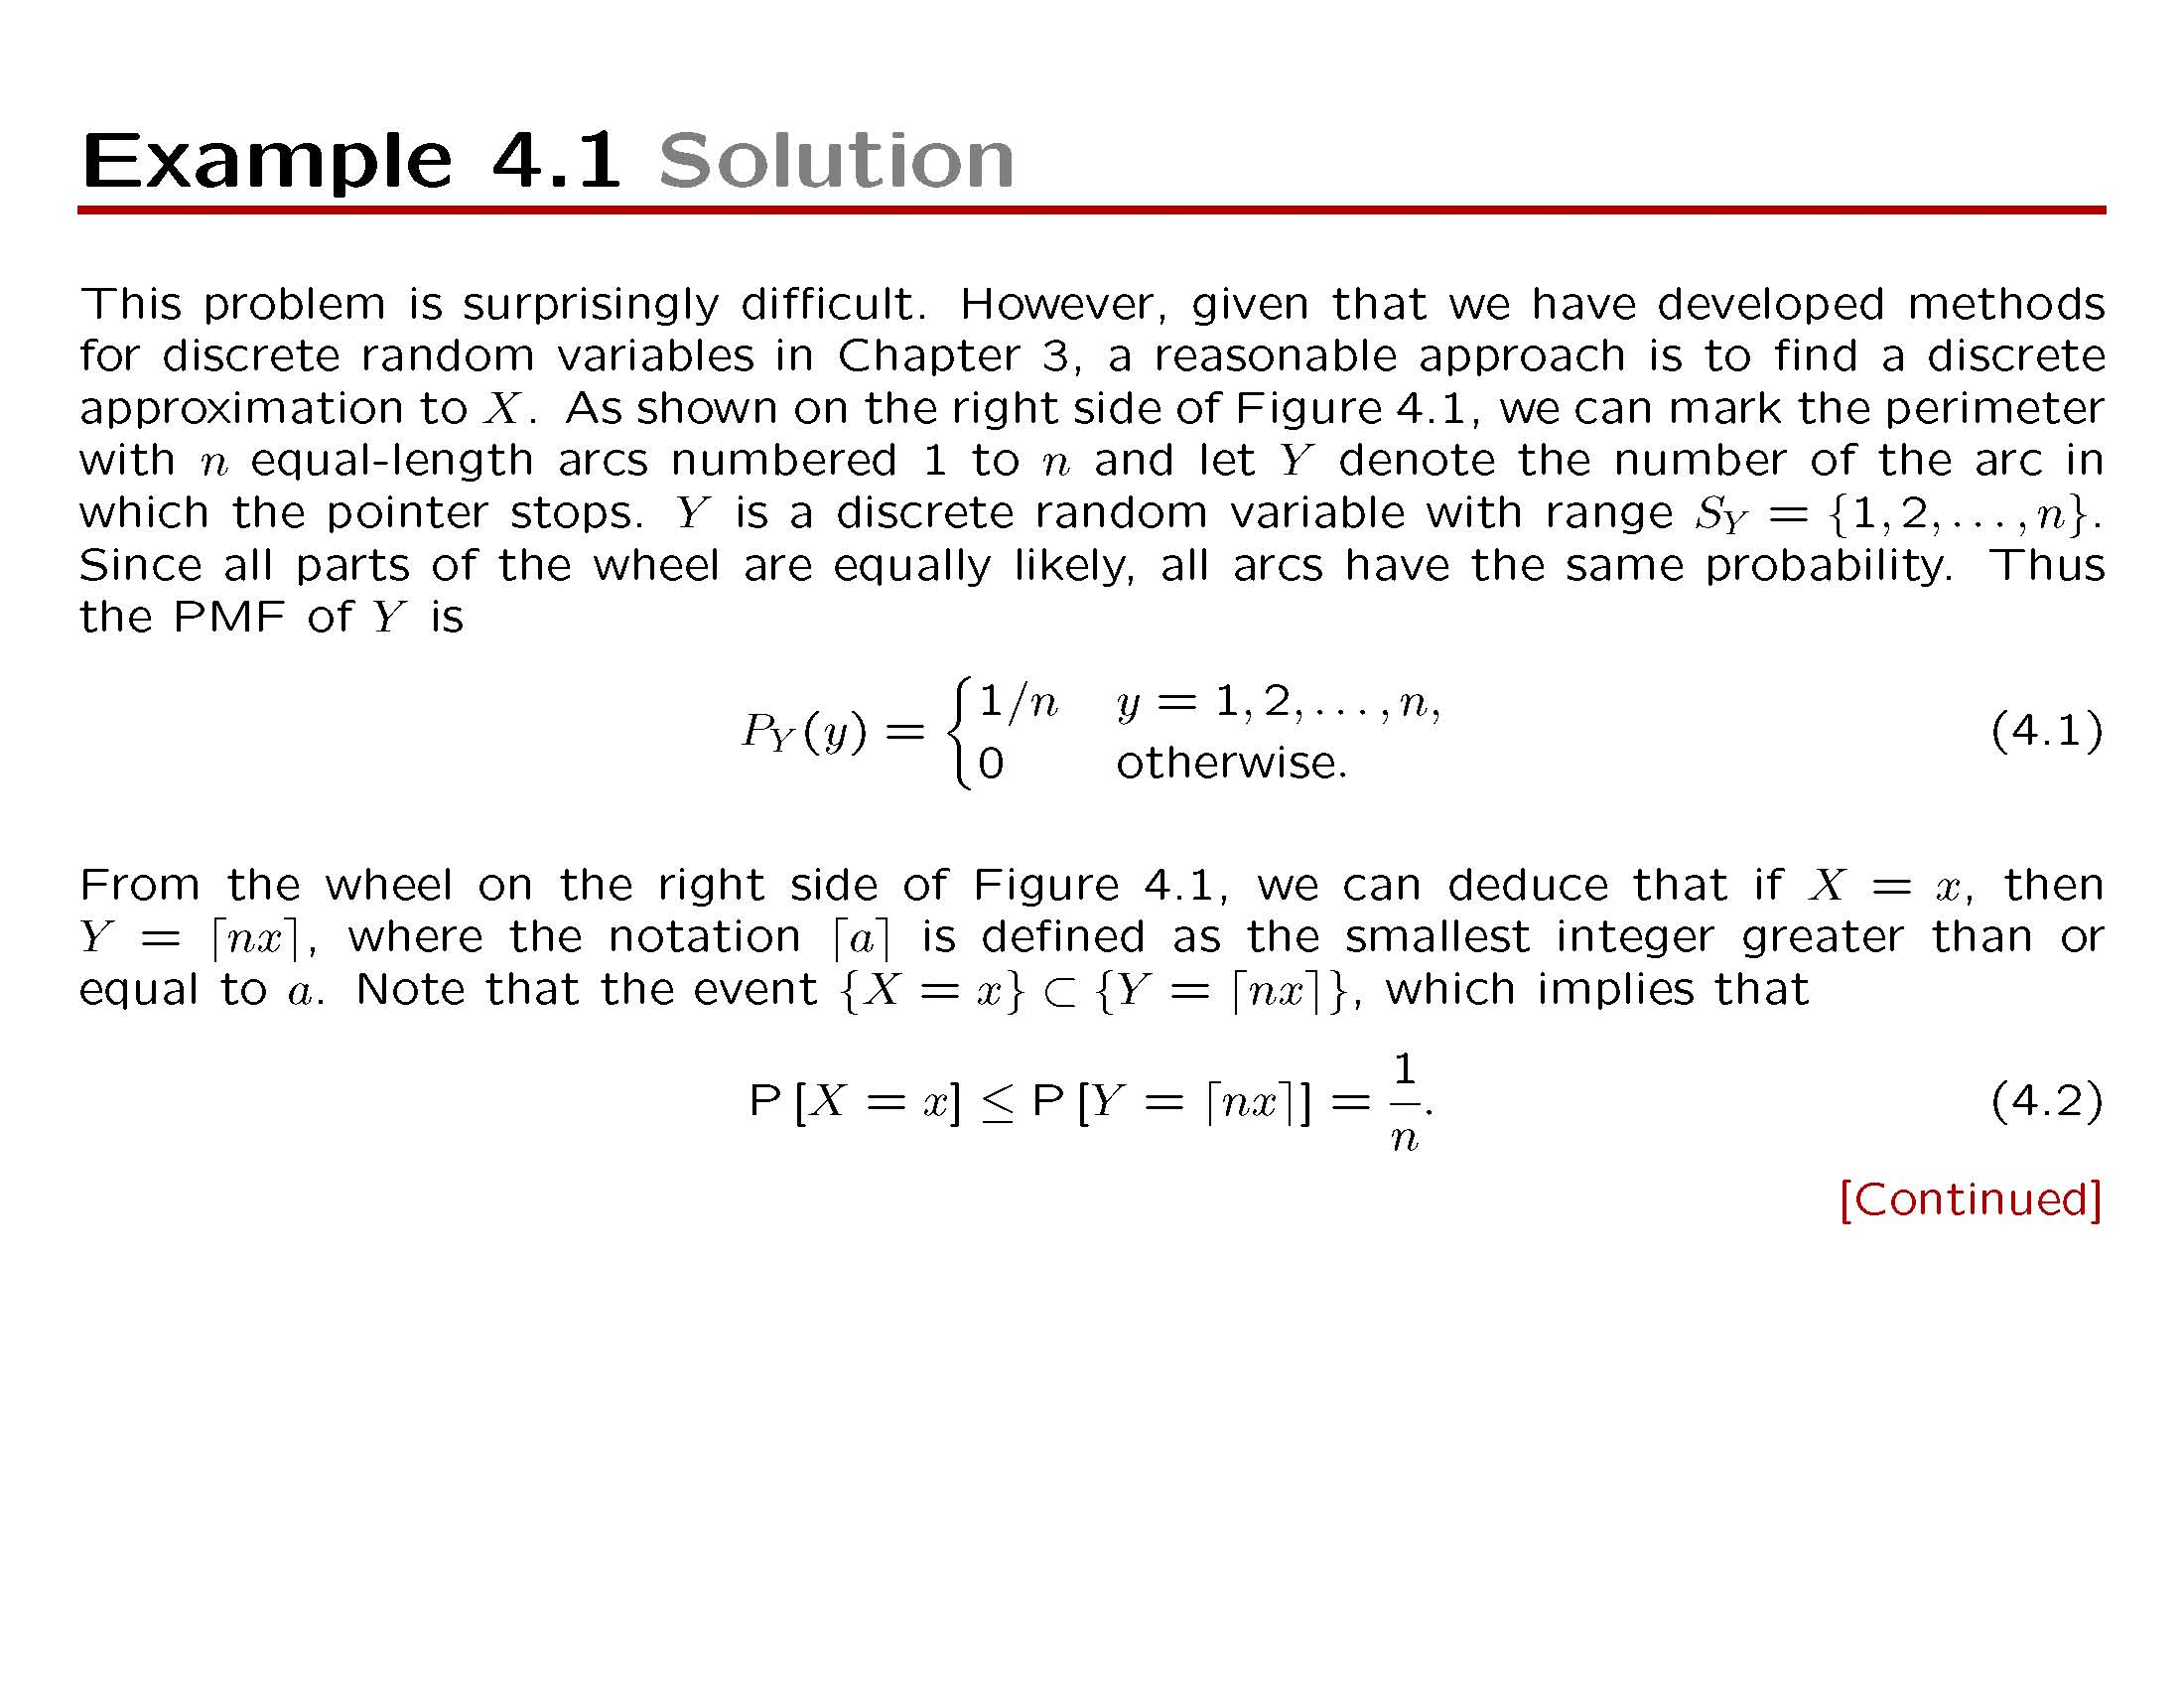 Example 4.1 Solution
This problem is surprisingly difficult. However, given that we have developed methods
for discrete random variables in Chapter 3, a reasonable approach is to find a discrete
approximation to X. As shown on the right side of Figure 4.1, we can mark the perimeter
with n equal-length arcs numbered 1 to n and let Y denote the number of the arc in
which the pointer stops. Y is a discrete random variable with range S_Y = {1, 2, . . . , n}.
Since all parts of the wheel are equally likely, all arcs have the same probability. Thus
the PMF of Y is
P_Y(y) = { 1/n y = 1, 2, . . . , n,
0 otherwise. (4.1)
From the wheel on the right side of Figure 4.1, we can deduce that if X = x, then
Y = ⌈nx⌉, where the notation ⌈a⌉ is defined as the smallest integer greater than or
equal to a. Note that the event {X = x} ⊂ {Y = ⌈nx⌉}, which implies that
P [X = x] ≤ P [Y = ⌈nx⌉] = 1/n. (4.2)
[Continued]